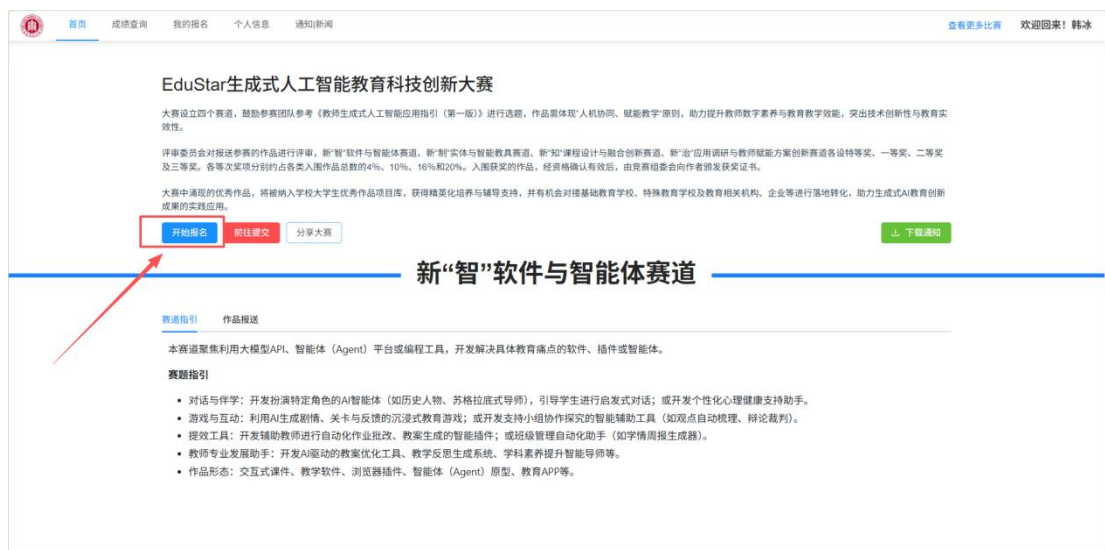 首页 成绩查询 我的报名 个人信息 通知|新闻 查看更多比赛 欢迎回来！韩冰
EduStar生成式人工智能教育科技创新大赛
大赛设立四个赛道，鼓励参赛团队参考《教师生成式人工智能应用指引（第一版）》进行选题，作品需体现“人机协同、赋能教学”原则，助力提升教师数字素养与教育教学效能，突出技术创新性与教育实
效性。
评审委员会对报送参赛的作品进行评审，新“智”软件与智能体赛道、新“制”实体与智能教具赛道、新“知”课程设计与融合创新赛道、新“治”应用调研与教师赋能方案创新赛道各设特等奖、一等奖、二等奖
及三等奖。各等次奖项分别约占各类入围作品总数的4%、10%、16%和20%。入围获奖的作品，经资格确认有效后，由竞赛组委会向作者颁发获奖证书。
大赛中涌现的优秀作品，将被纳入学校大学生优秀作品项目库，获得精英化培养与辅导支持，并有机会对接基础教育学校、特殊教育学校及教育相关机构、企业等进行落地转化，助力生成式AI教育创新
成果的实践应用。
开始报名 前往提交 分享大赛 下载通知
新“智”软件与智能体赛道
赛道指引 作品报送
本赛道聚焦利用大模型API、智能体（Agent）平台或编程工具，开发解决具体教育痛点的软件、插件或智能体。
赛题指引
• 对话与伴学：开发扮演特定角色的AI智能体（如历史人物、苏格拉底式导师），引导学生进行启发式对话；或开发个性化心理健康支持助手。
• 游戏与互动：利用AI生成剧情、关卡与反馈的沉浸式教育游戏；或开发支持小组协作探究的智能辅助工具（如观点自动梳理、辩论裁判）。
• 提效工具：开发辅助教师进行自动化作业批改、教案生成的智能插件；或班级管理自动化助手（如学情周报生成器）。
• 教师专业发展助手：开发AI驱动的教案优化工具、教学反思生成系统、学科素养提升智能导师等。
• 作品形态：交互式课件、教学软件、浏览器插件、智能体（Agent）原型、教育APP等。